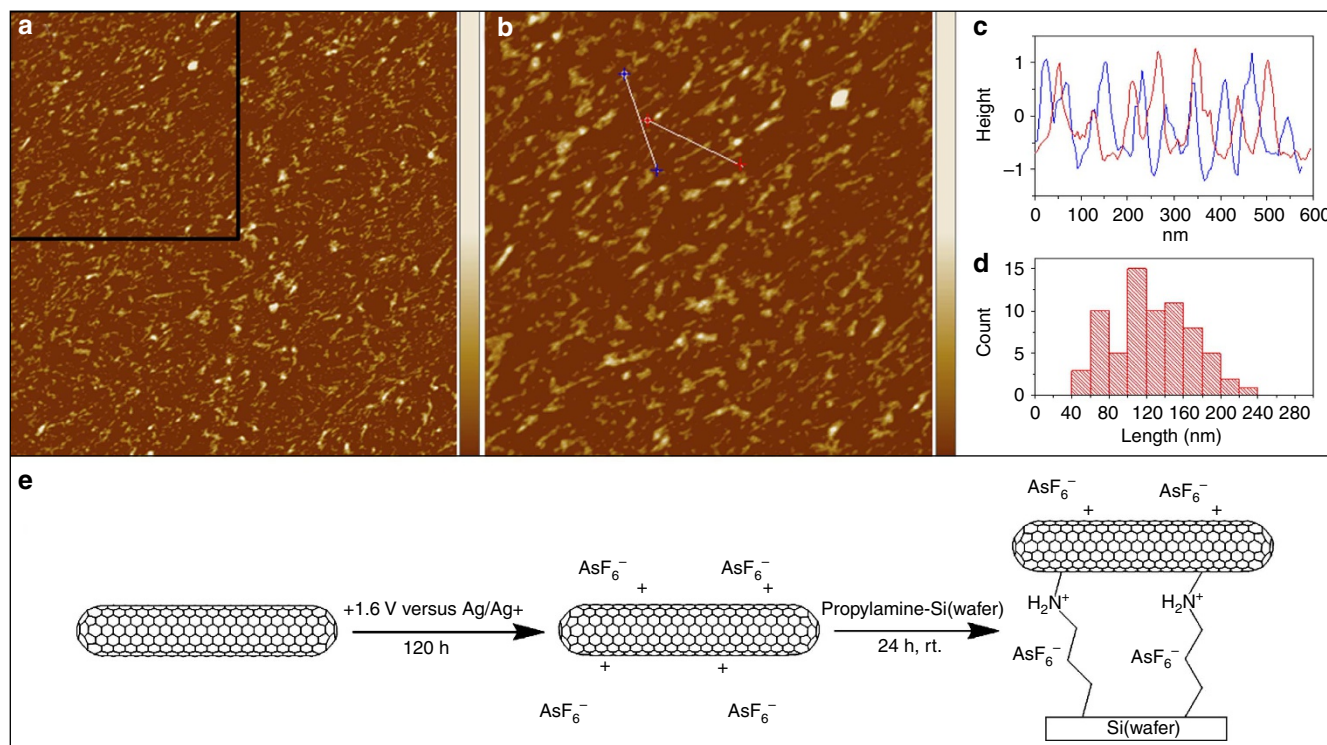 a
b
c
Height
1
0
−1
0 100 200 300 400 500 600
nm
d
Count
15
10
5
0
0 40 80 120 160 200 240 280
Length (nm)
e
+1.6 V versus Ag/Ag+
120 h
AsF₆⁻ AsF₆⁻
+ +
+ +
AsF₆⁻ AsF₆⁻
Propylamine-Si(wafer)
24 h, rt.
AsF₆⁻ AsF₆⁻
+ +
H₂N⁺ H₂N⁺
AsF₆⁻ AsF₆⁻
Si(wafer)